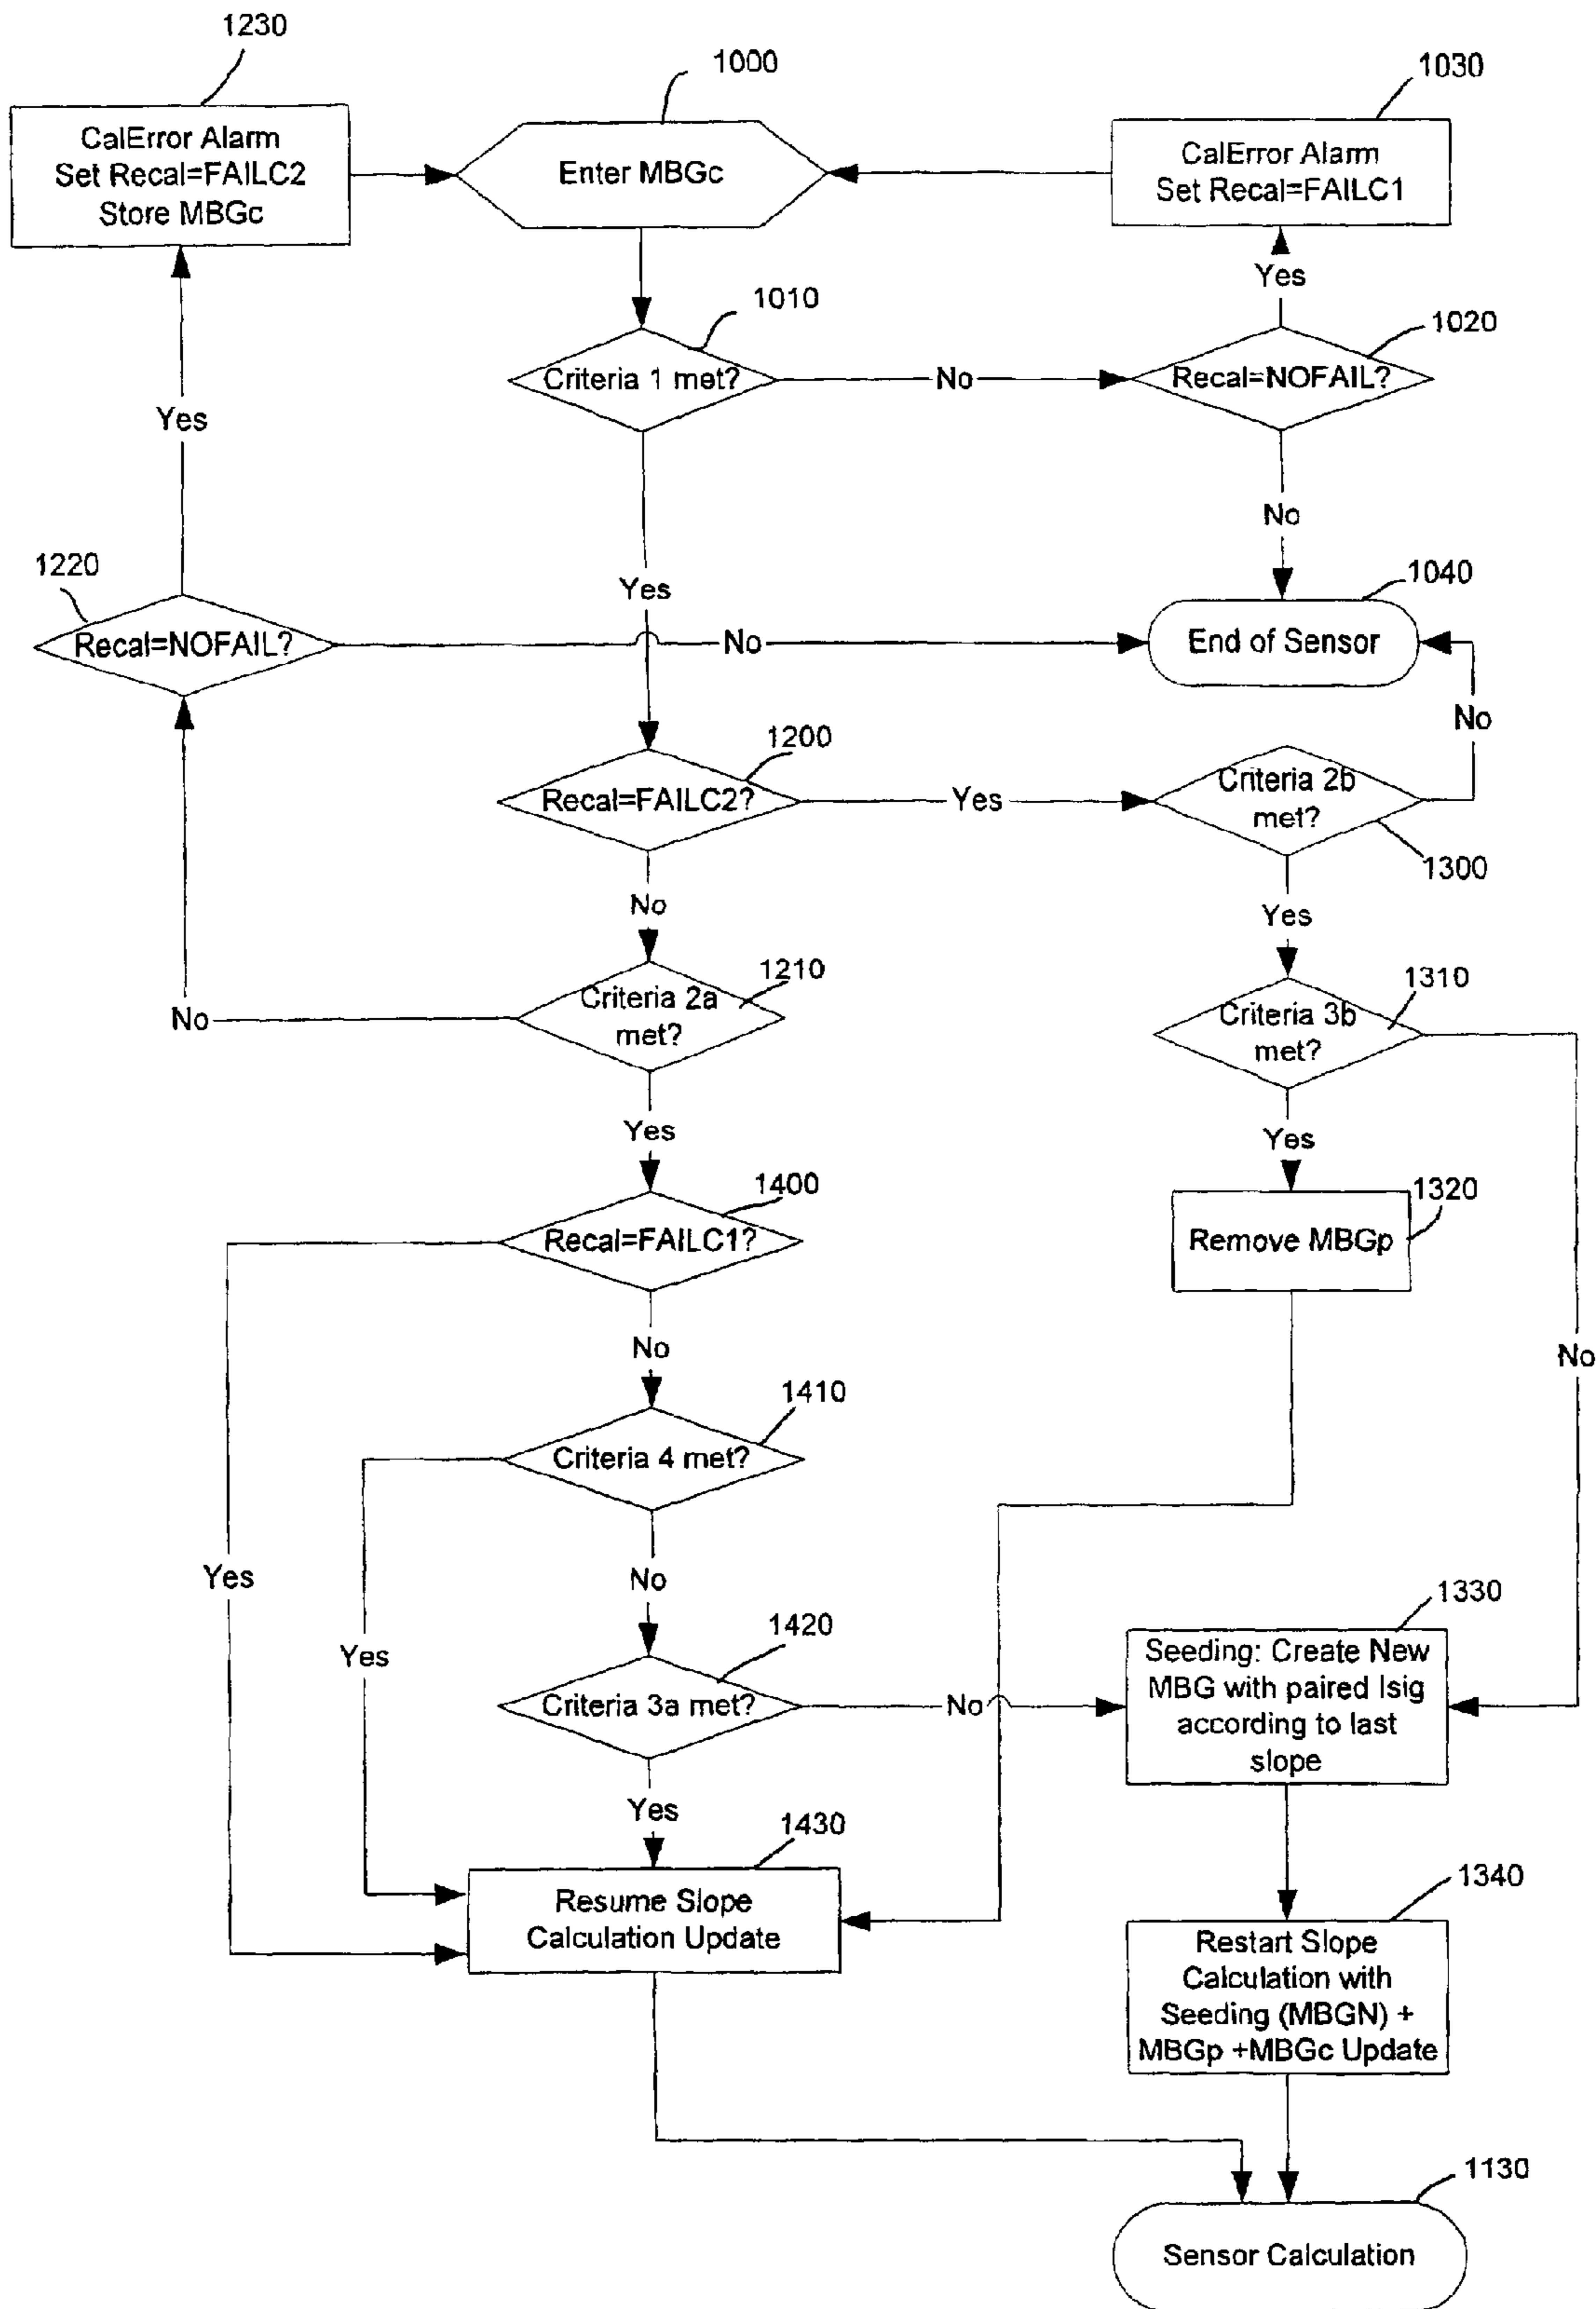 1230
1000
1030
CalError Alarm
Set Recal=FAILC2
Store MBGc
Enter MBGc
CalError Alarm
Set Recal=FAILC1
Yes
1010
1020
Criteria 1 met?
No
Recal=NOFAIL?
Yes
No
1220
Yes
1040
Recal=NOFAIL?
No
End of Sensor
No
1200
Recal=FAILC2?
Yes
Criteria 2b
met?
1300
No
Yes
1210
Criteria 2a
met?
No
1310
Criteria 3b
met?
Yes
Yes
1400
1320
Recal=FAILC1?
Remove MBGp
No
No
1410
Criteria 4 met?
Yes
No
1330
1420
Yes
Criteria 3a met?
No
Seeding: Create New
MBG with paired Isig
according to last
slope
Yes
1430
1340
Resume Slope
Calculation Update
Restart Slope
Calculation with
Seeding (MBGN) +
MBGp +MBGc Update
1130
Sensor Calculation